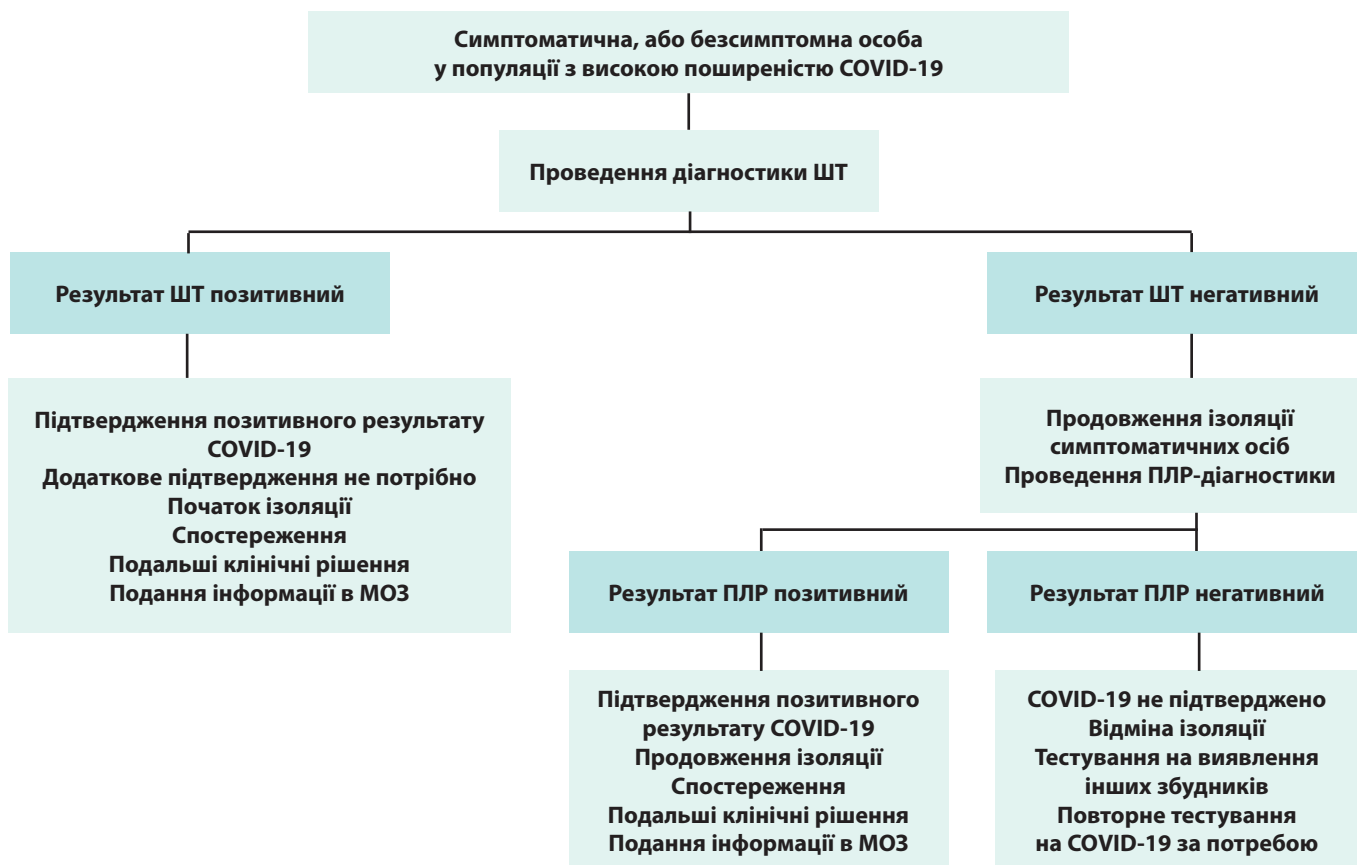 Симптоматична, або безсимптомна особа
у популяції з високою поширеністю COVID-19
Проведення діагностики ШТ
Результат ШТ позитивний
Результат ШТ негативний
Підтвердження позитивного результату
COVID-19
Додаткове підтвердження не потрібно
Початок ізоляції
Спостереження
Подальші клінічні рішення
Подання інформації в МОЗ
Продовження ізоляції
симптоматичних осіб
Проведення ПЛР-діагностики
Результат ПЛР позитивний
Результат ПЛР негативний
Підтвердження позитивного
результату COVID-19
Продовження ізоляції
Спостереження
Подальші клінічні рішення
Подання інформації в МОЗ
COVID-19 не підтверджено
Відміна ізоляції
Тестування на виявлення
інших збудників
Повторне тестування
на COVID-19 за потребою